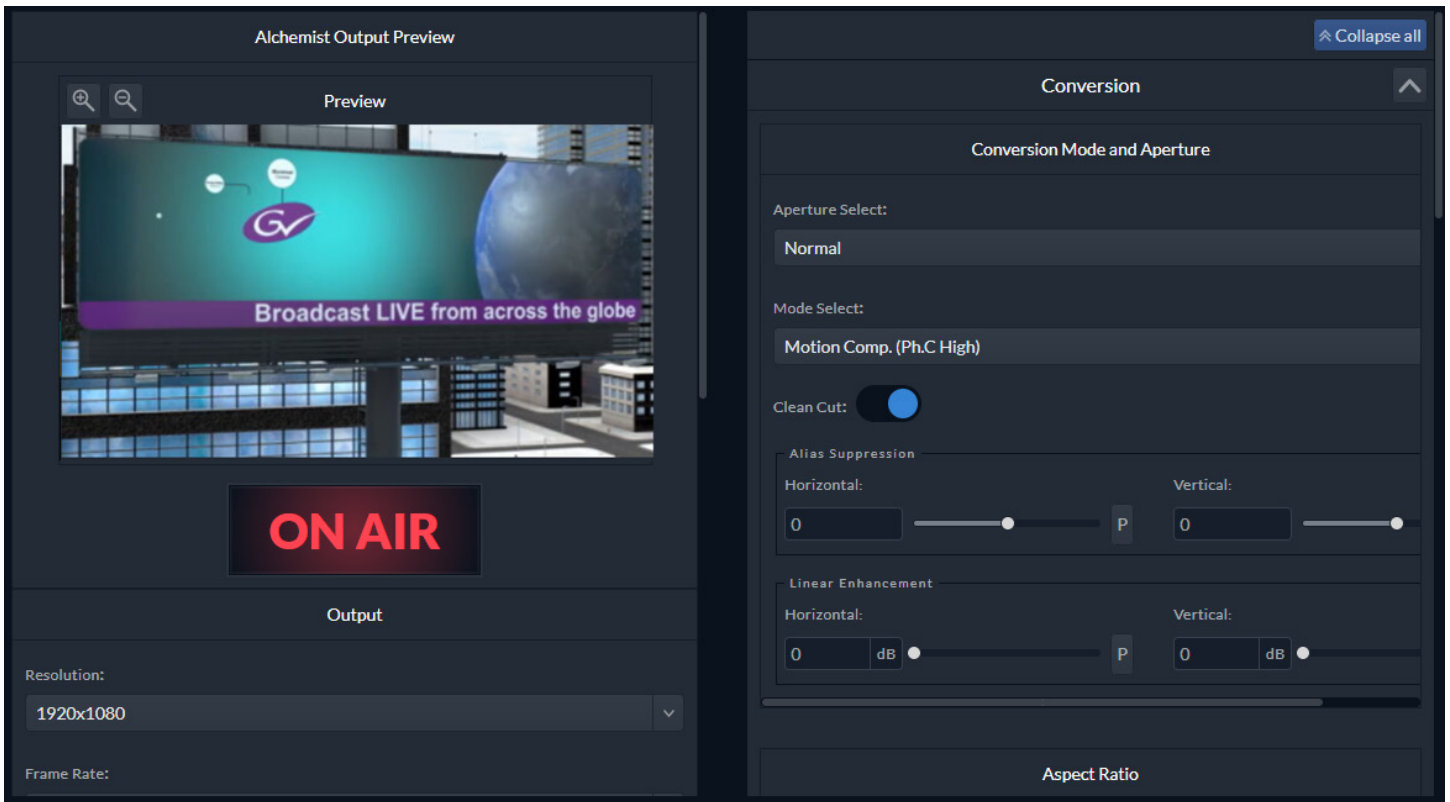 Alchemist Output Preview
Preview
GV
Broadcast LIVE from across the globe
ON AIR
Output
Resolution:
1920x1080
Frame Rate:
Collapse all
Conversion
Conversion Mode and Aperture
Aperture Select:
Normal
Mode Select:
Motion Comp. (Ph.C High)
Clean Cut:
Alias Suppression
Horizontal: Vertical:
0 P 0
Linear Enhancement
Horizontal: Vertical:
0 dB P 0 dB
Aspect Ratio